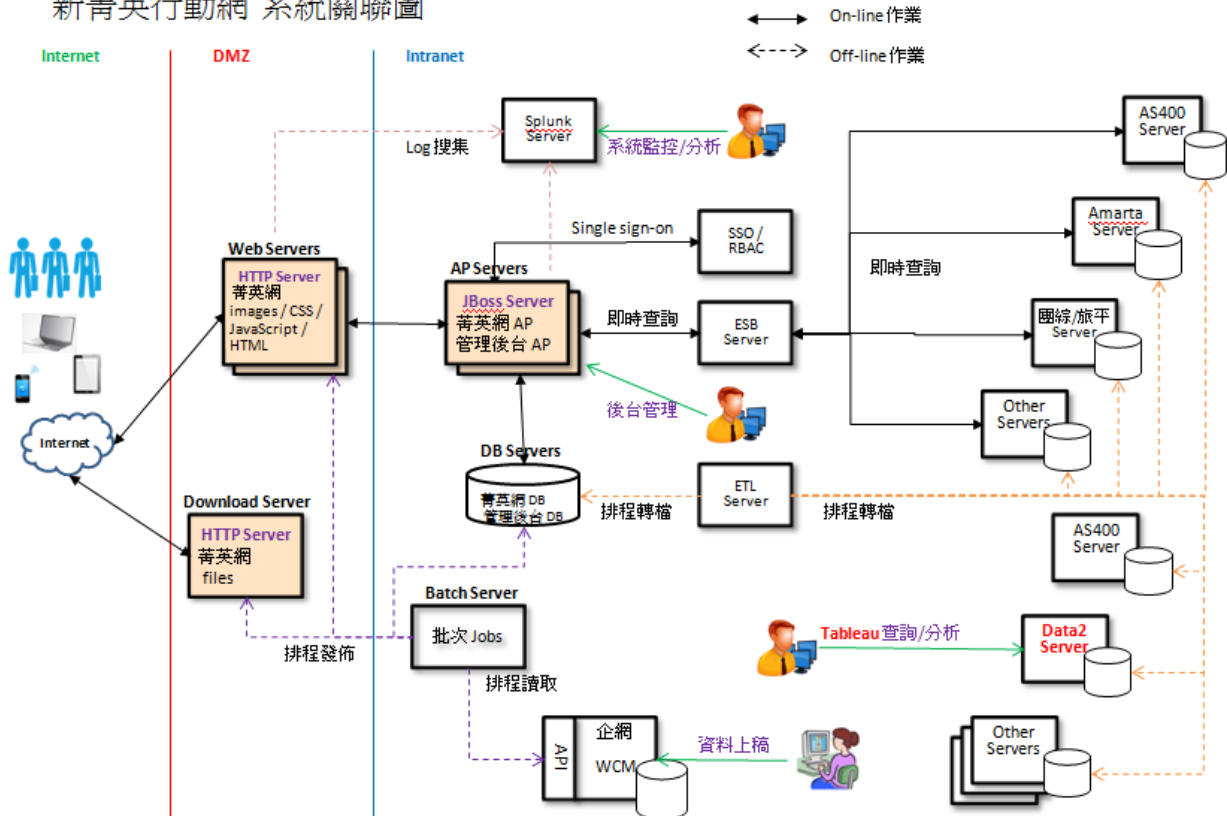 新菁英行動網 系統關聯圖
On-line 作業
Off-line 作業
Internet
DMZ
Intranet
Splunk
Server
Log 搜集
系統監控/分析
AS400
Server
Amarta
Server
Single sign-on
SSO /
RBAC
Web Servers
HTTP Server
菁英網
images / CSS /
JavaScript /
HTML
AP Servers
JBoss Server
菁英網 AP
管理後台 AP
即時查詢
ESB
Server
即時查詢
團綜/旅平
Server
後台管理
Other
Servers
Internet
DB Servers
菁英網 DB
管理後台 DB
排程轉檔
ETL
Server
排程轉檔
Download Server
HTTP Server
菁英網
files
AS400
Server
Batch Server
批次 Jobs
排程發佈
排程讀取
Tableau 查詢/分析
Data2
Server
API
企網
WCM
資料上稿
Other
Servers